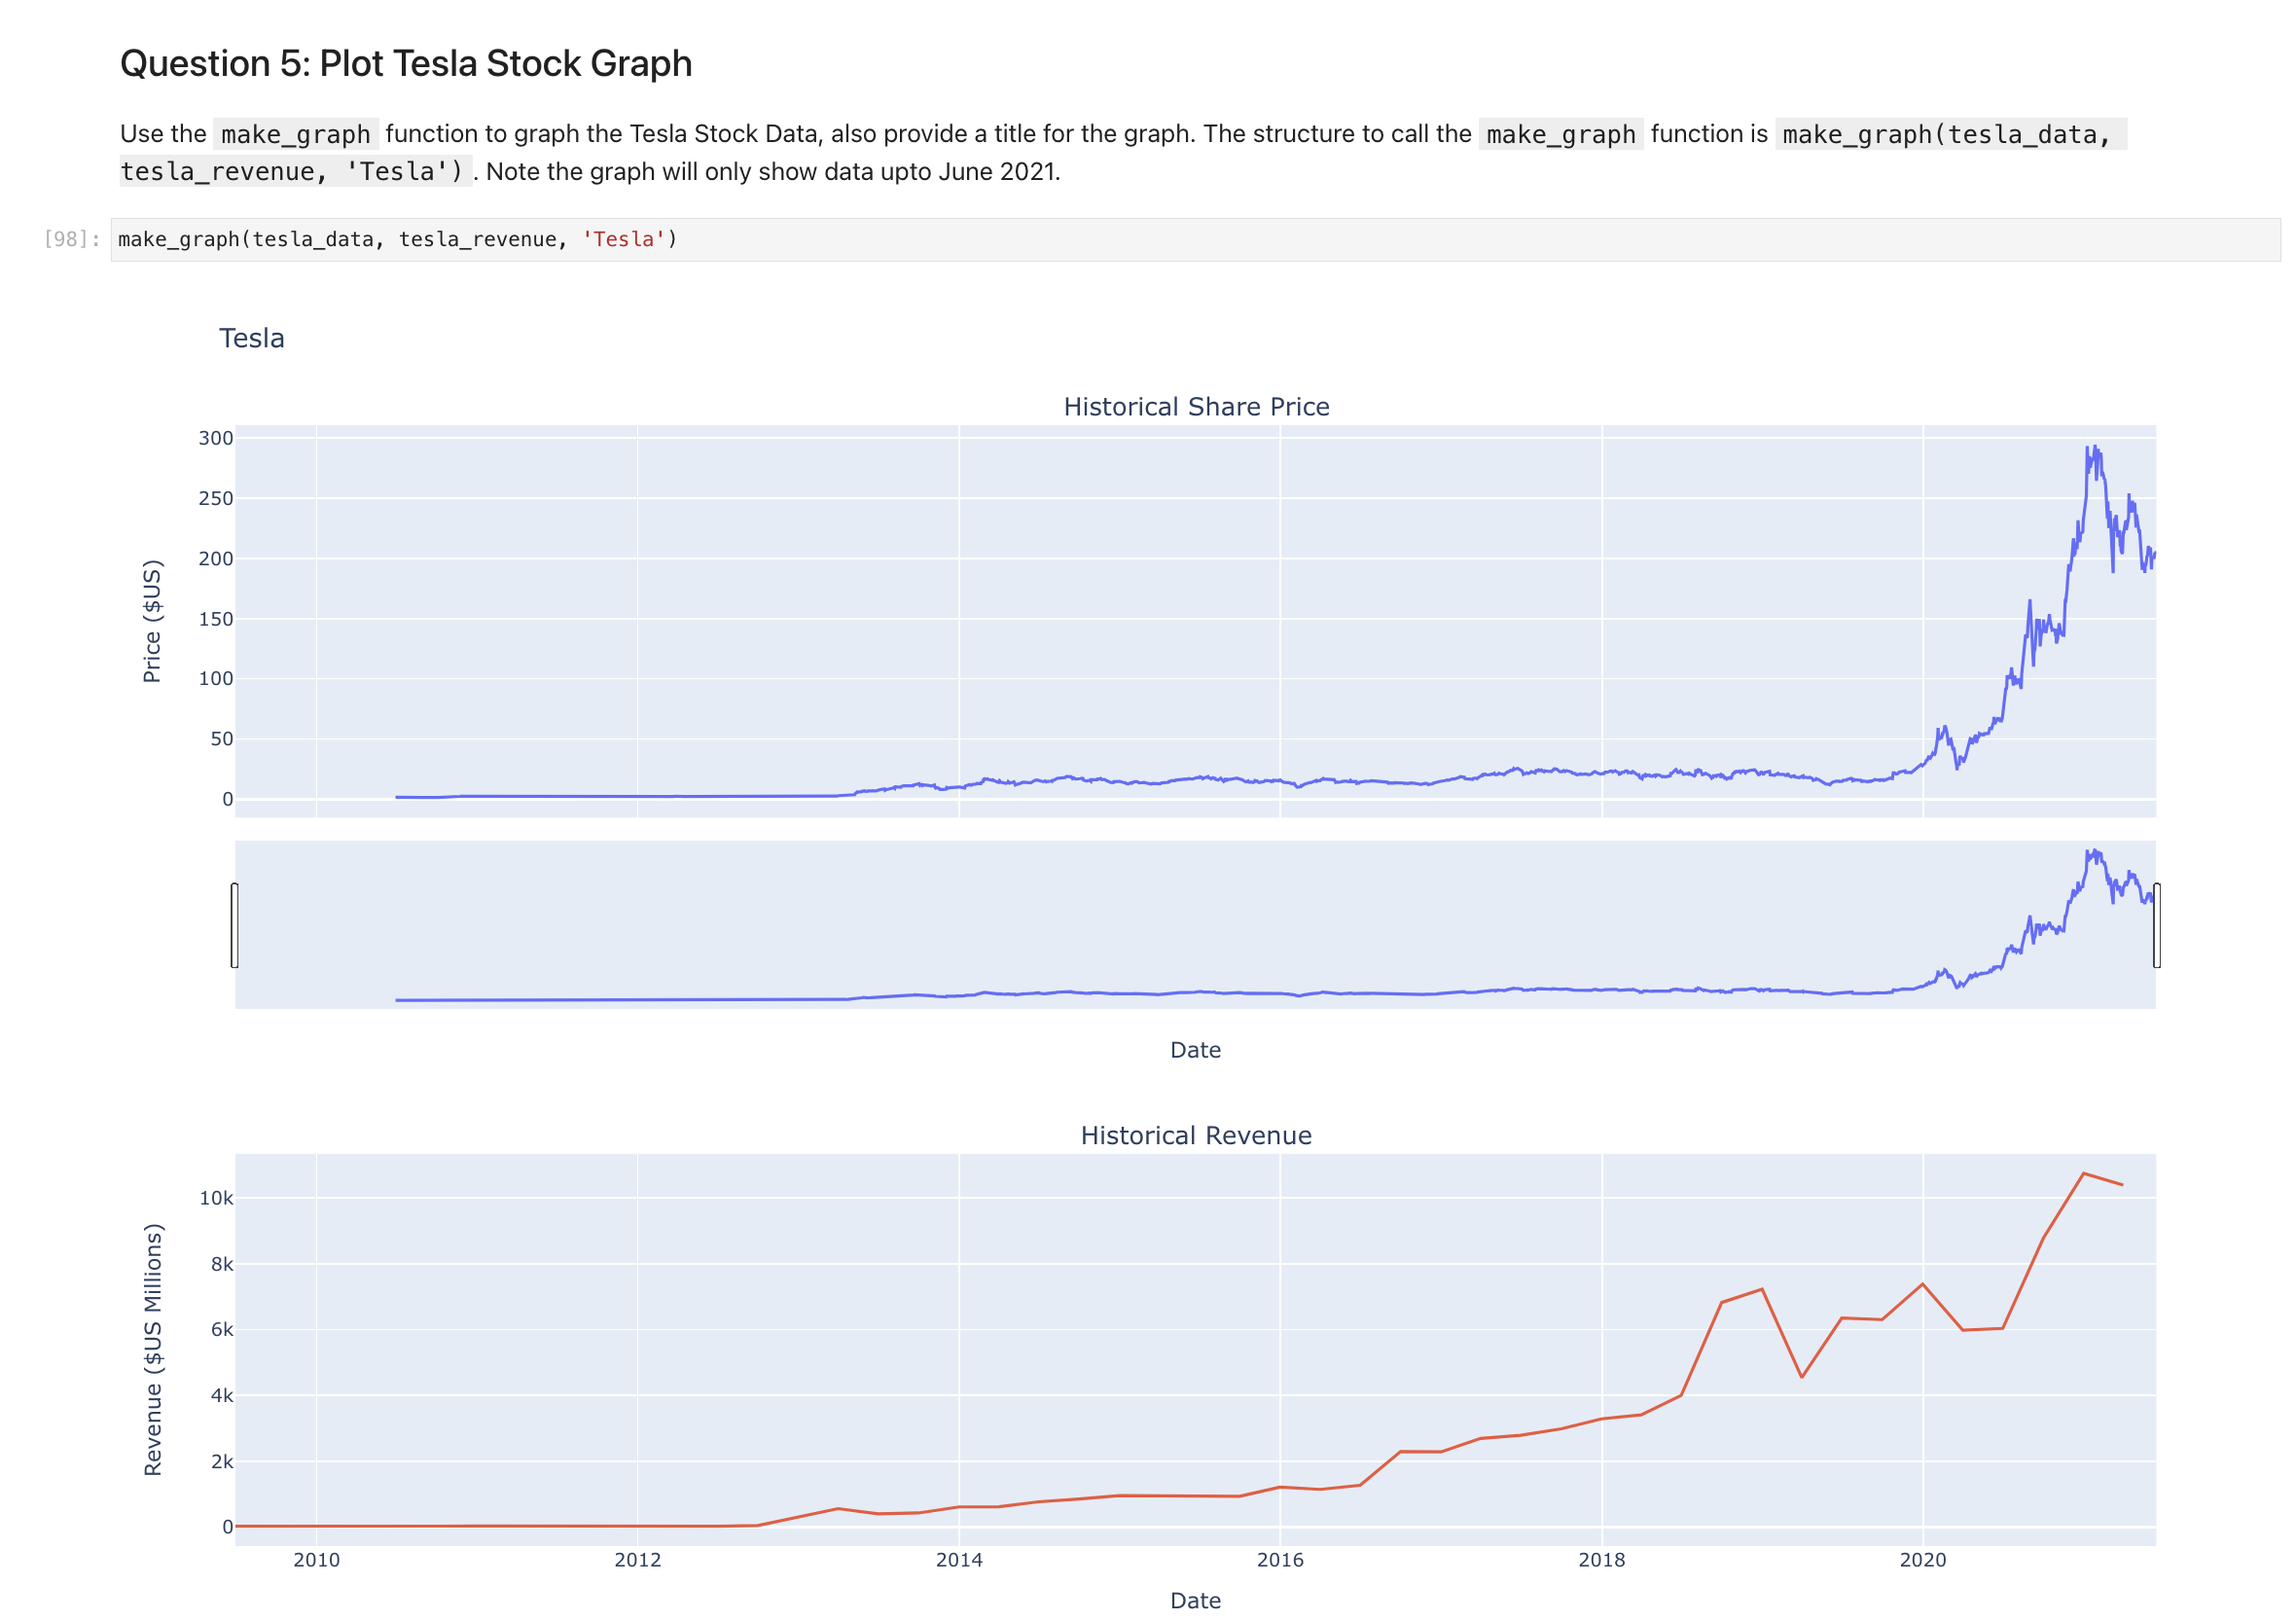 Question 5: Plot Tesla Stock Graph
Use the make_graph function to graph the Tesla Stock Data, also provide a title for the graph. The structure to call the make_graph function is make_graph(tesla_data,
tesla_revenue, 'Tesla') . Note the graph will only show data upto June 2021.
[98]: make_graph(tesla_data, tesla_revenue, 'Tesla')
Tesla
Historical Share Price
300
250
200
150
100
50
0
Price ($US)
Date
Historical Revenue
10k
8k
6k
4k
2k
0
Revenue ($US Millions)
2010 2012 2014 2016 2018 2020
Date